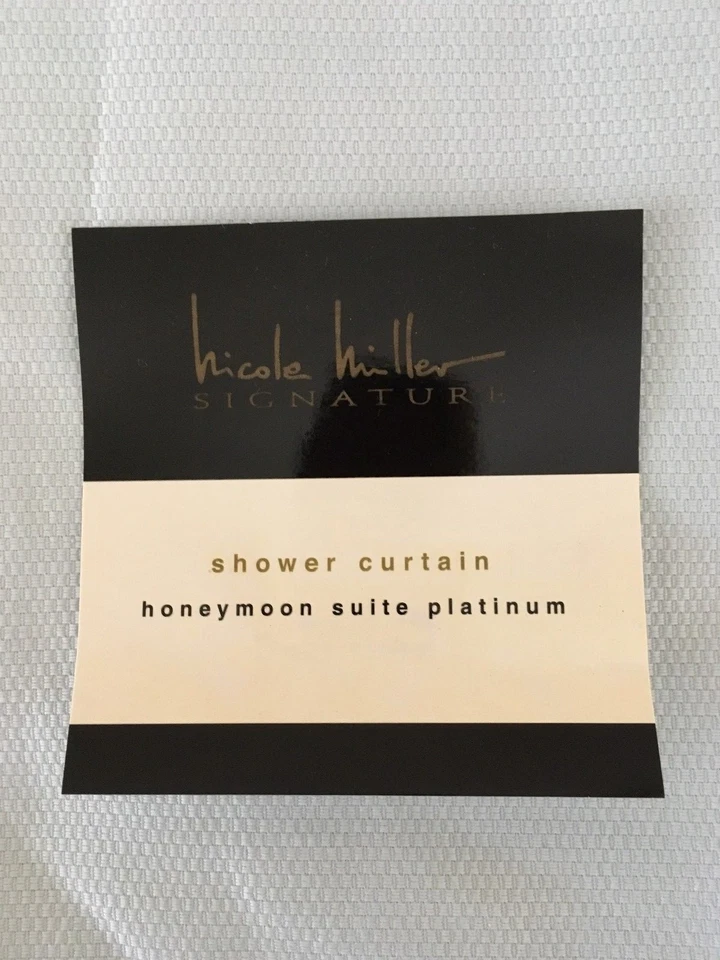 nicole miller
SIGNATURE
shower curtain
honeymoon suite platinum